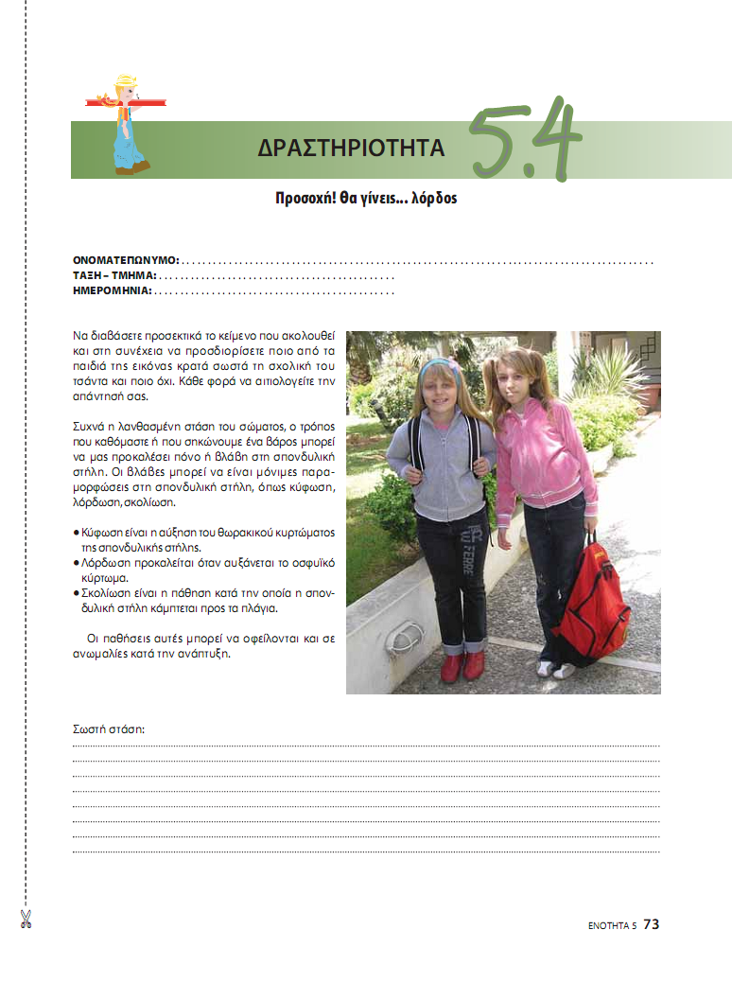 ΔΡΑΣΤΗΡΙΟΤΗΤΑ 5.4
Προσοχή! Θα γίνεις... λόρδος
ΟΝΟΜΑΤΕΠΩΝΥΜΟ:
ΤΑΞΗ – ΤΜΗΜΑ:
ΗΜΕΡΟΜΗΝΙΑ:
Να διαβάσετε προσεκτικά το κείμενο που ακολουθεί
και στη συνέχεια να προσδιορίσετε ποιο από τα
παιδιά της εικόνας κρατά σωστά τη σχολική του
τσάντα και ποιο όχι. Κάθε φορά να αιτιολογείτε την
απάντησή σας.
Συχνά η λανθασμένη στάση του σώματος, ο τρόπος
που καθόμαστε ή που σηκώνουμε ένα βάρος μπορεί
να μας προκαλέσει πόνο ή βλάβη στη σπονδυλική
στήλη. Οι βλάβες μπορεί να είναι μόνιμες παρα-
μορφώσεις στη σπονδυλική στήλη, όπως κύφωση,
λόρδωση, σκολίωση.
● Κύφωση είναι η αύξηση του θωρακικού κυρτώματος
της σπονδυλικής στήλης.
● Λόρδωση προκαλείται όταν αυξάνεται το οσφυϊκό
κύρτωμα.
● Σκολίωση είναι η πάθηση κατά την οποία η σπον-
δυλική στήλη κάμπτεται προς τα πλάγια.
Οι παθήσεις αυτές μπορεί να οφείλονται και σε
ανωμαλίες κατά την ανάπτυξη.
Σωστή στάση:
ΕΝΟΤΗΤΑ 5 73